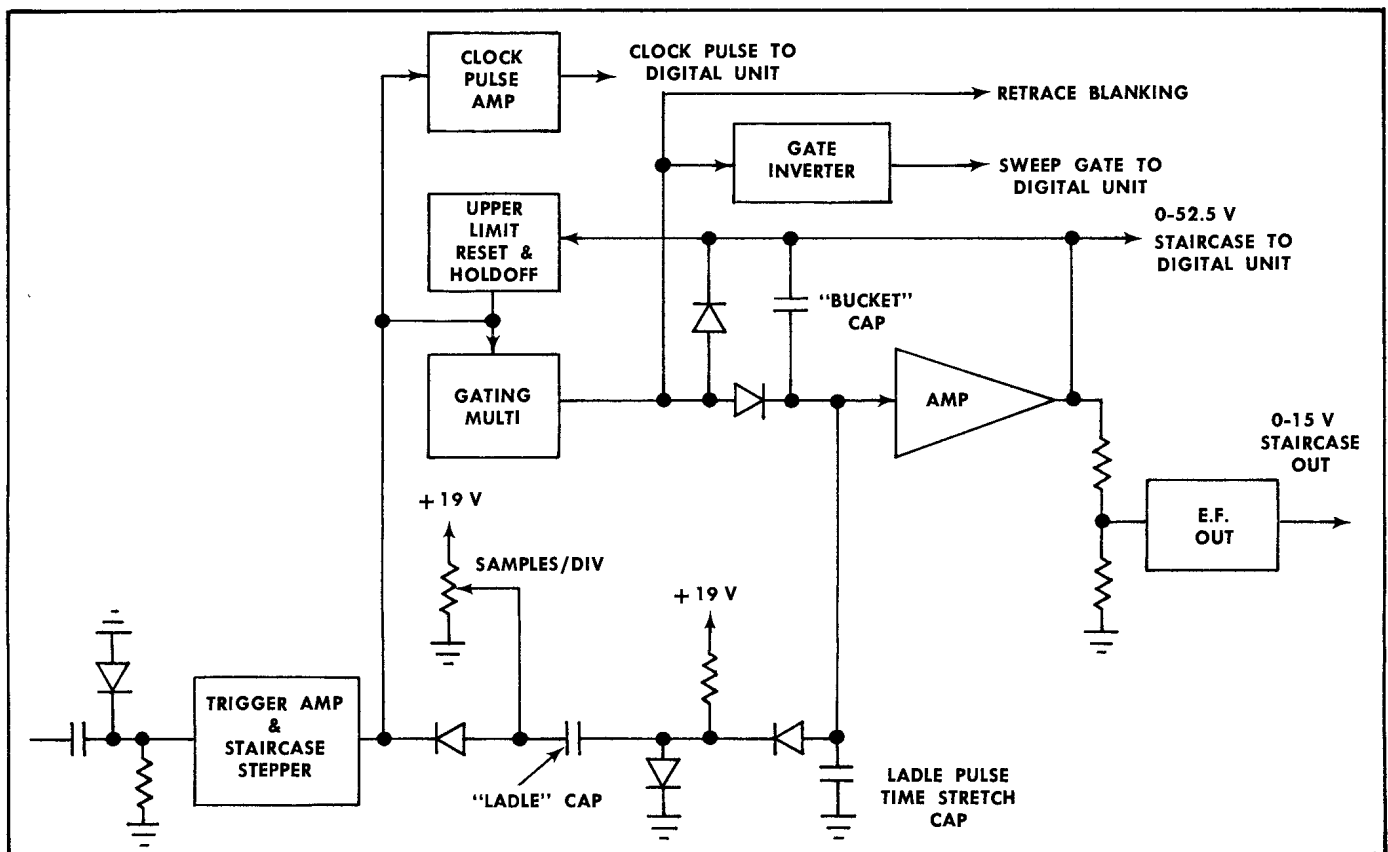 CLOCK
PULSE
AMP
CLOCK PULSE TO
DIGITAL UNIT
RETRACE BLANKING
GATE
INVERTER
SWEEP GATE TO
DIGITAL UNIT
UPPER
LIMIT
RESET &
HOLDOFF
0-52.5 V
STAIRCASE TO
DIGITAL UNIT
"BUCKET"
CAP
GATING
MULTI
AMP
0-15 V
STAIRCASE
OUT
+ 19 V
SAMPLES/DIV
+ 19 V
E.F.
OUT
TRIGGER AMP
&
STAIRCASE
STEPPER
"LADLE" CAP
LADLE PULSE
TIME STRETCH
CAP